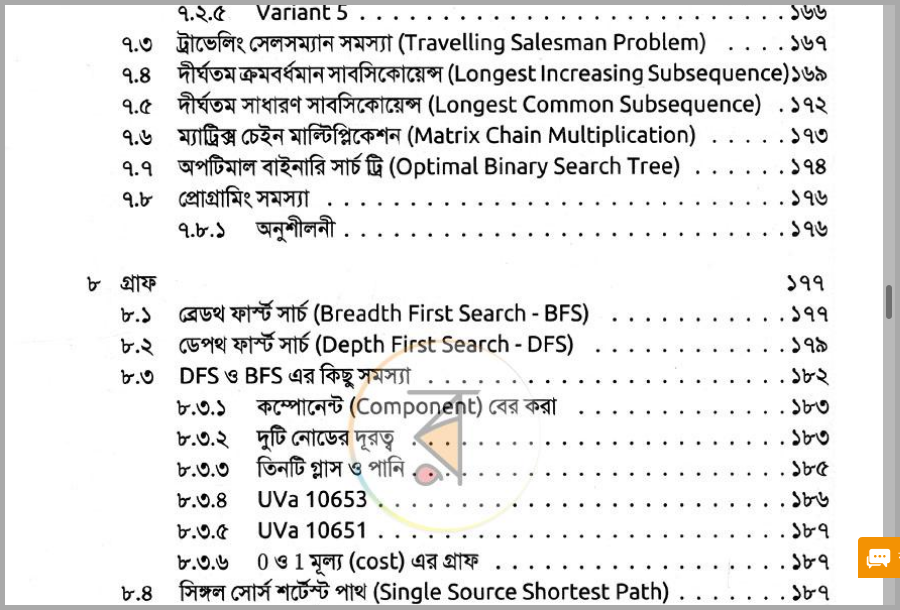 ৭.২.৫ Variant 5 . . . . . . . . . . . . . . . . . . . . . . . . . . . . . ১৬৬
৭.৩ ট্রাভেলিং সেলসম্যান সমস্যা (Travelling Salesman Problem) . . . . ১৬৭
৭.৪ দীর্ঘতম ক্রমবর্ধমান সাবসিকোয়েন্স (Longest Increasing Subsequence)১৬৯
৭.৫ দীর্ঘতম সাধারণ সাবসিকোয়েন্স (Longest Common Subsequence) . ১৭২
৭.৬ ম্যাট্রিক্স চেইন মাল্টিপ্লিকেশন (Matrix Chain Multiplication) . . . . . . ১৭৩
৭.৭ অপটিমাল বাইনারি সার্চ ট্রি (Optimal Binary Search Tree) . . . . . . . ১৭৪
৭.৮ প্রোগ্রামিং সমস্যা . . . . . . . . . . . . . . . . . . . . . . . . . . . . . . . ১৭৬
৭.৮.১ অনুশীলনী . . . . . . . . . . . . . . . . . . . . . . . . . . . . . . ১৭৬
৮ গ্রাফ ১৭৭
৮.১ ব্রেডথ ফার্স্ট সার্চ (Breadth First Search - BFS) . . . . . . . . . . . . ১৭৭
৮.২ ডেপথ ফার্স্ট সার্চ (Depth First Search - DFS) . . . . . . . . . . . . . ১৭৯
৮.৩ DFS ও BFS এর কিছু সমস্যা . . . . . . . . . . . . . . . . . . . . . . . . ১৮২
৮.৩.১ কম্পোনেন্ট (Component) বের করা . . . . . . . . . . . . . . ১৮৩
৮.৩.২ দুটি নোডের দূরত্ব . . . . . . . . . . . . . . . . . . . . . . . . . ১৮৩
৮.৩.৩ তিনটি গ্লাস ও পানি . . . . . . . . . . . . . . . . . . . . . . . . . ১৮৫
৮.৩.৪ UVa 10653 . . . . . . . . . . . . . . . . . . . . . . . . . . . ১৮৬
৮.৩.৫ UVa 10651 . . . . . . . . . . . . . . . . . . . . . . . . . . . ১৮৭
৮.৩.৬ 0 ও 1 মূল্য (cost) এর গ্রাফ . . . . . . . . . . . . . . . . . . . ১৮৭
৮.৪ সিঙ্গল সোর্স শর্টেস্ট পাথ (Single Source Shortest Path) . . . . . . . ১৮৭